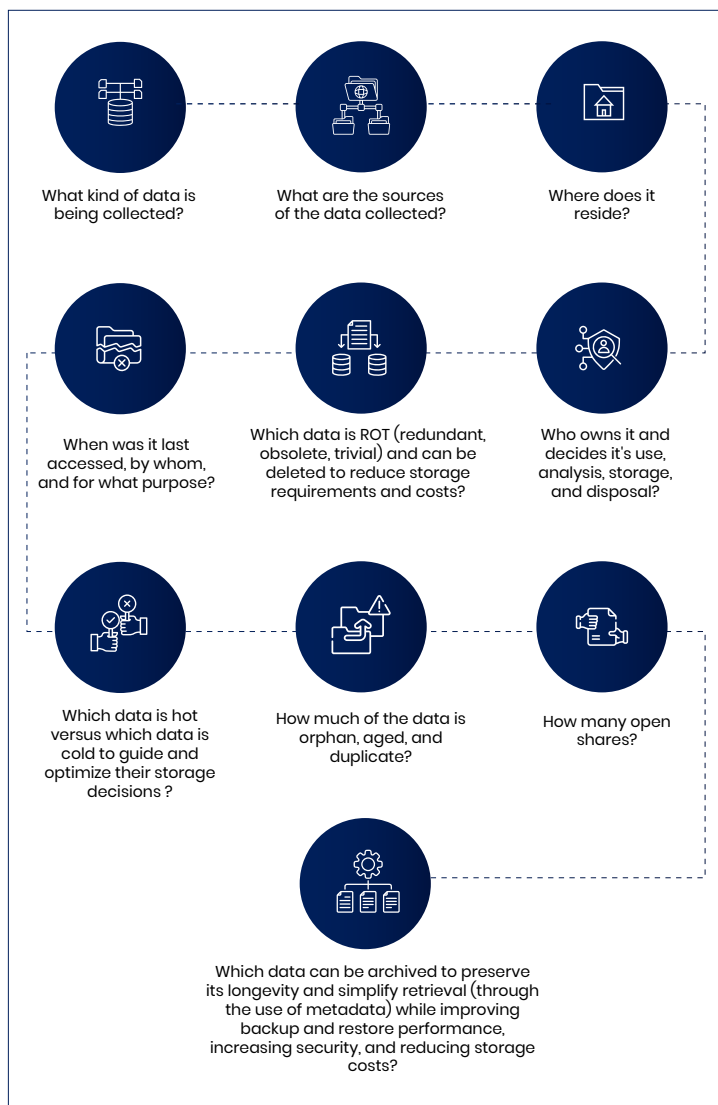 What kind of data is
being collected?
What are the sources
of the data collected?
Where does it
reside?
When was it last
accessed, by whom,
and for what purpose?
Which data is ROT (redundant,
obsolete, trivial) and can be
deleted to reduce storage
requirements and costs?
Who owns it and
decides it's use,
analysis, storage,
and disposal?
Which data is hot
versus which data is
cold to guide and
optimize their storage
decisions ?
How much of the data is
orphan, aged, and
duplicate?
How many open
shares?
Which data can be archived to preserve
its longevity and simplify retrieval (through
the use of metadata) while improving
backup and restore performance,
increasing security, and reducing storage
costs?